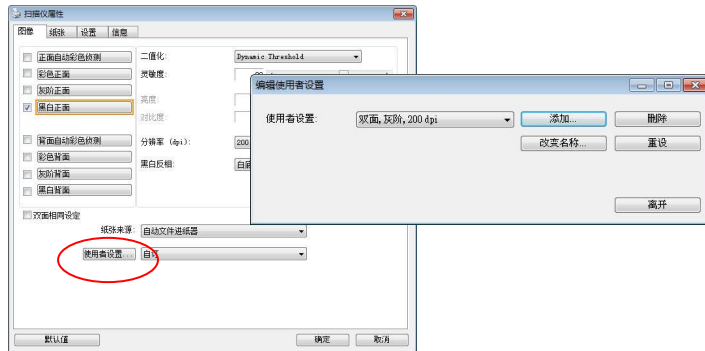 扫描仪属性
图像 纸张 设置 信息
正面自动彩色侦测
彩色正面
灰阶正面
黑白正面
背面自动彩色侦测
彩色背面
灰阶背面
黑白背面
双面相同设定
二值化: Dynamic Threshold
灵敏度:
亮度:
对比度:
分辨率 (dpi): 200
黑白反相:
纸张来源: 自动文件进纸器
使用者设置... 自订
默认值 确定 取消
编辑使用者设置
使用者设置: 双面, 灰阶, 200 dpi 添加... 删除
改变名称... 重设
离开